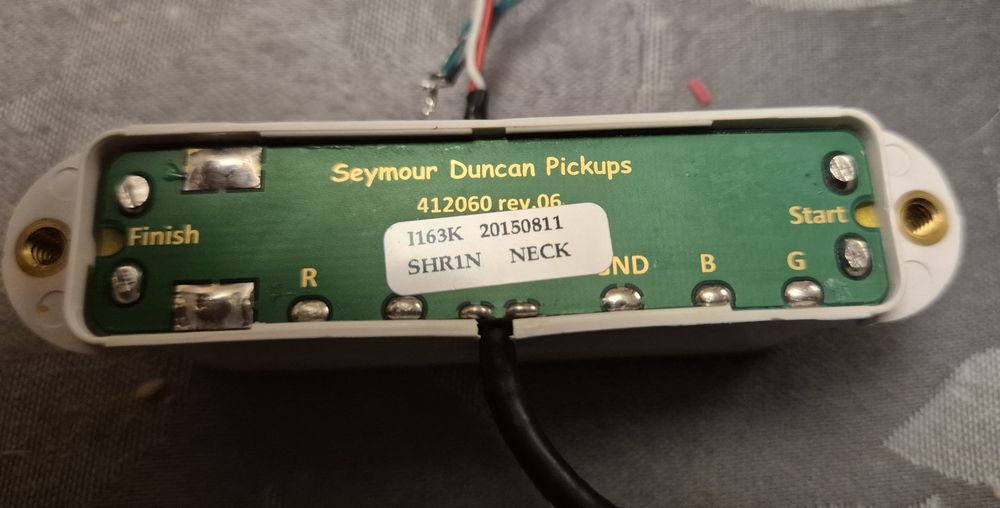 Seymour Duncan Pickups
412060 rev.06
Finish
Start
I163K 20150811
SHR1N NECK
R
GND
B
G